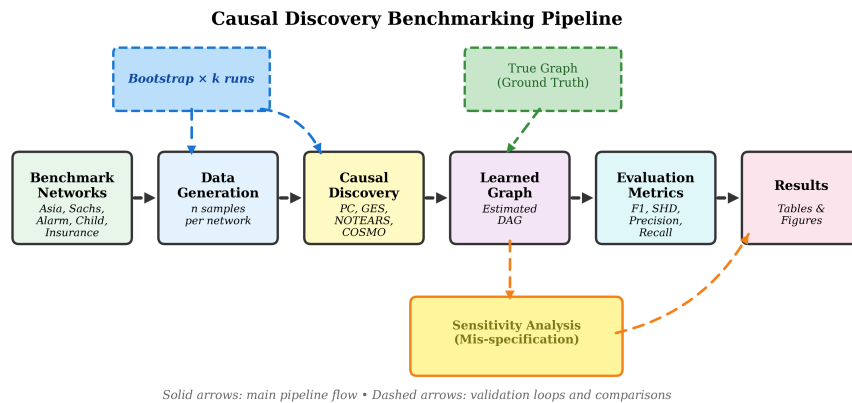 Causal Discovery Benchmarking Pipeline
Bootstrap × k runs
True Graph
(Ground Truth)
Benchmark
Networks
Asia, Sachs,
Alarm, Child,
Insurance
Data
Generation
n samples
per network
Causal
Discovery
PC, GES,
NOTEARS,
COSMO
Learned
Graph
Estimated
DAG
Evaluation
Metrics
F1, SHD,
Precision,
Recall
Results
Tables &
Figures
Sensitivity Analysis
(Mis-specification)
Solid arrows: main pipeline flow • Dashed arrows: validation loops and comparisons